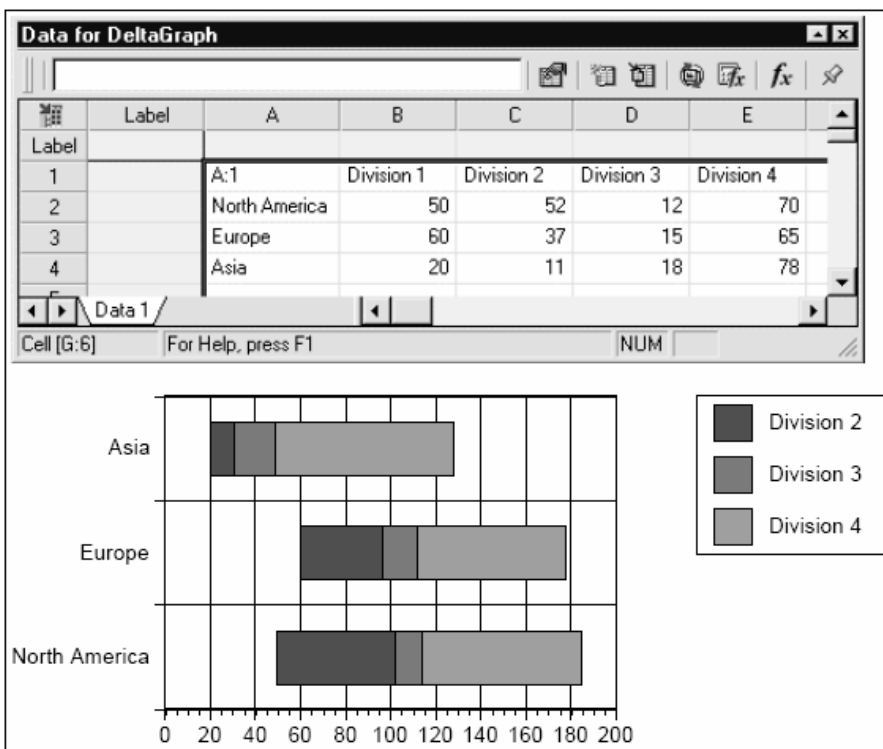 Data for DeltaGraph
fx fx
Label A B C D E
Label
1 A:1 Division 1 Division 2 Division 3 Division 4
2 North America 50 52 12 70
3 Europe 60 37 15 65
4 Asia 20 11 18 78
Data 1
Cell [G:6] For Help, press F1 NUM
Asia
Europe
North America
0 20 40 60 80 100 120 140 160 180 200
Division 2
Division 3
Division 4